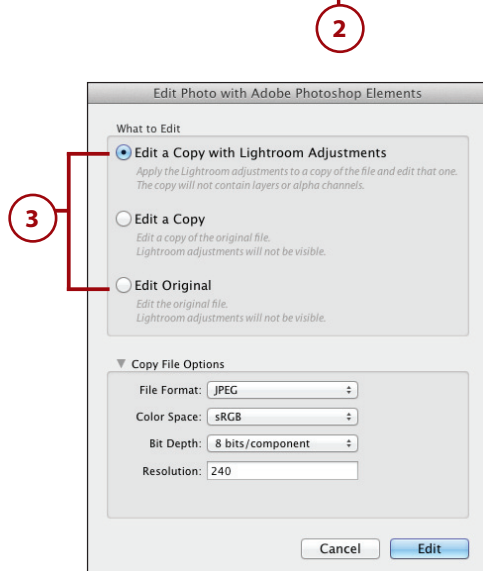 2
Edit Photo with Adobe Photoshop Elements
What to Edit
Edit a Copy with Lightroom Adjustments
Apply the Lightroom adjustments to a copy of the file and edit that one.
The copy will not contain layers or alpha channels.
3
Edit a Copy
Edit a copy of the original file.
Lightroom adjustments will not be visible.
Edit Original
Edit the original file.
Lightroom adjustments will not be visible.
Copy File Options
File Format: JPEG
Color Space: sRGB
Bit Depth: 8 bits/component
Resolution: 240
Cancel Edit